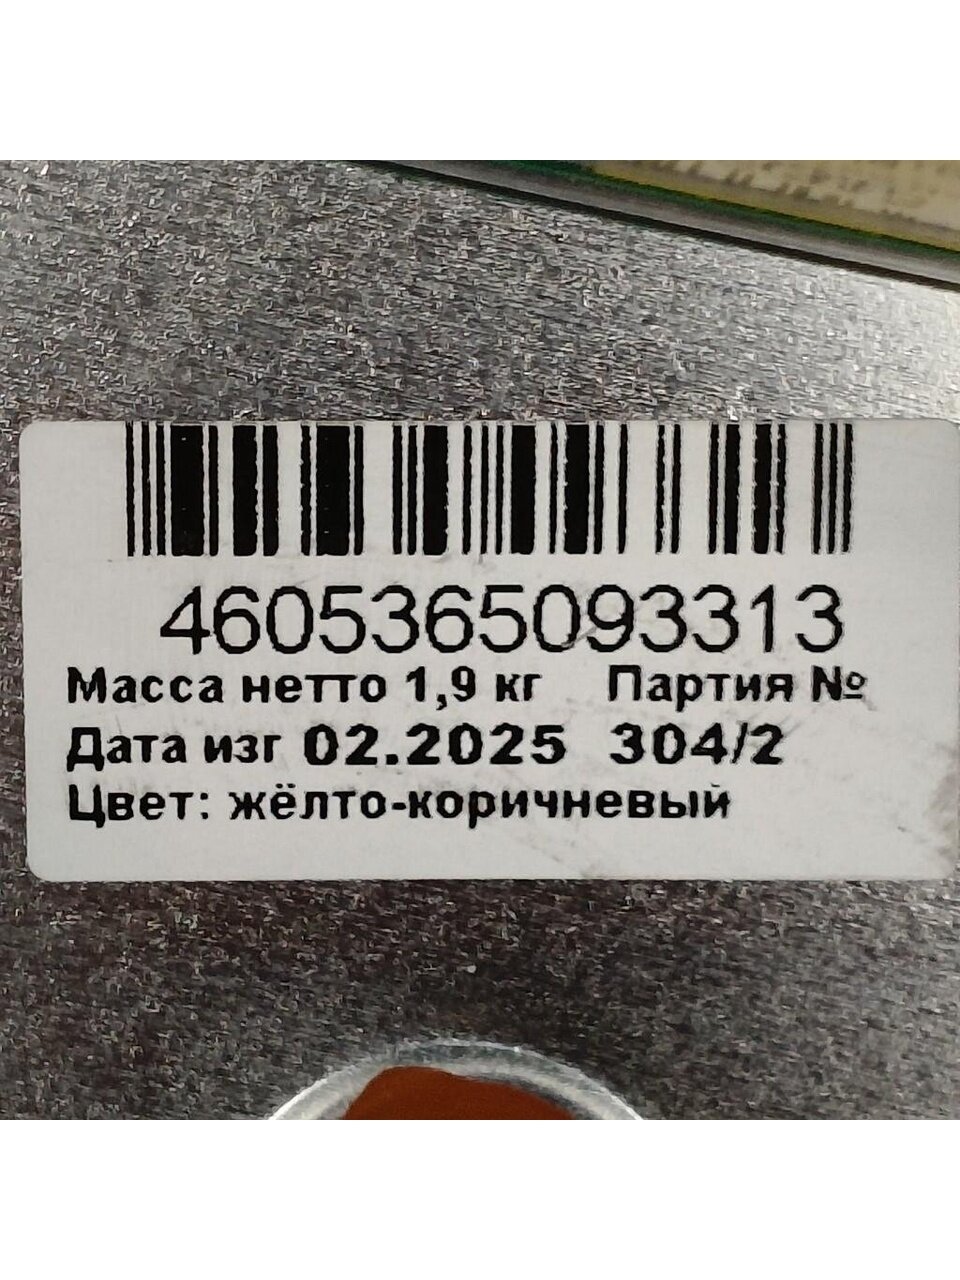 4605365093313
Масса нетто 1,9 кг Партия №
Дата изг 02.2025 304/2
Цвет: жёлто-коричневый